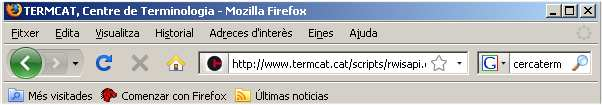 TERMCAT, Centre de Terminologia - Mozilla Firefox
Fitxer Edita Visualitza Historial Adreces d'interès Eines Ajuda
http://www.termcat.cat/scripts/rwisapi. G cercaterm
Més visitades Comenzar con Firefox Últimas noticias